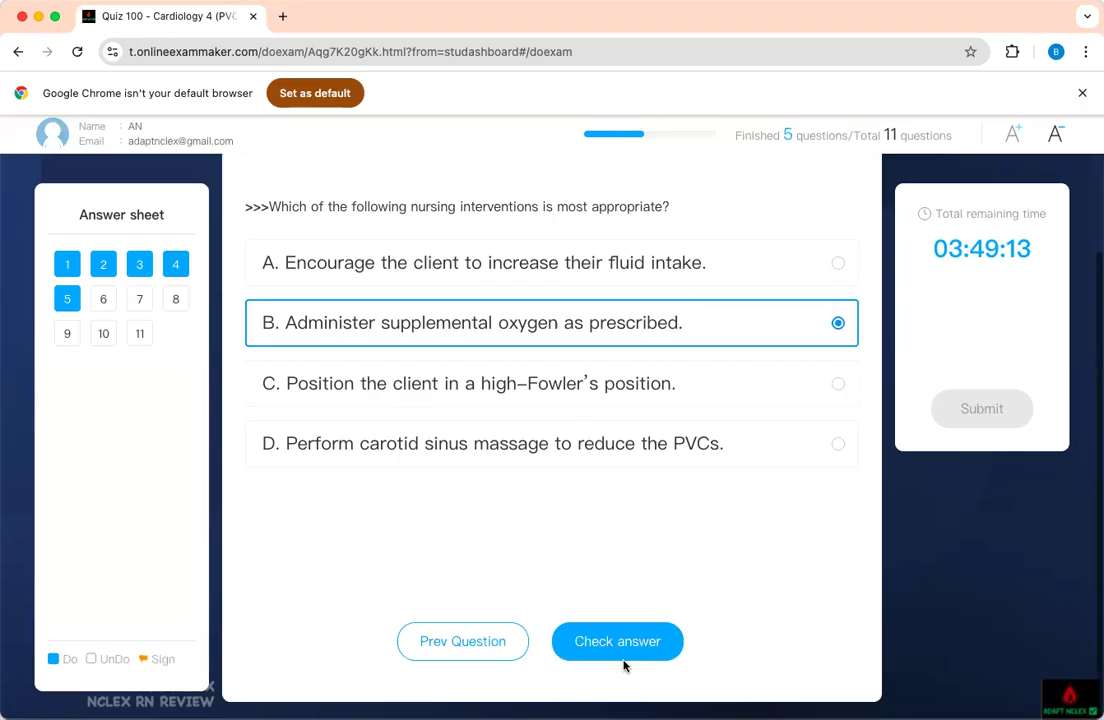 Quiz 100 - Cardiology 4 (PVC
t.onlineexammaker.com/doexam/Aqg7K20gKk.html?from=studashboard#/doexam
B
Google Chrome isn't your default browser
Set as default
Name : AN
Email : adaptnclex@gmail.com
Finished 5 questions/Total 11 questions
A+ A-
Answer sheet
1 2 3 4
5 6 7 8
9 10 11
Do UnDo Sign
NCLEX RN REVIEW
>>>Which of the following nursing interventions is most appropriate?
A. Encourage the client to increase their fluid intake.
B. Administer supplemental oxygen as prescribed.
C. Position the client in a high-Fowler's position.
D. Perform carotid sinus massage to reduce the PVCs.
Prev Question
Check answer
Total remaining time
03:49:13
Submit
ADAPT NCLEX